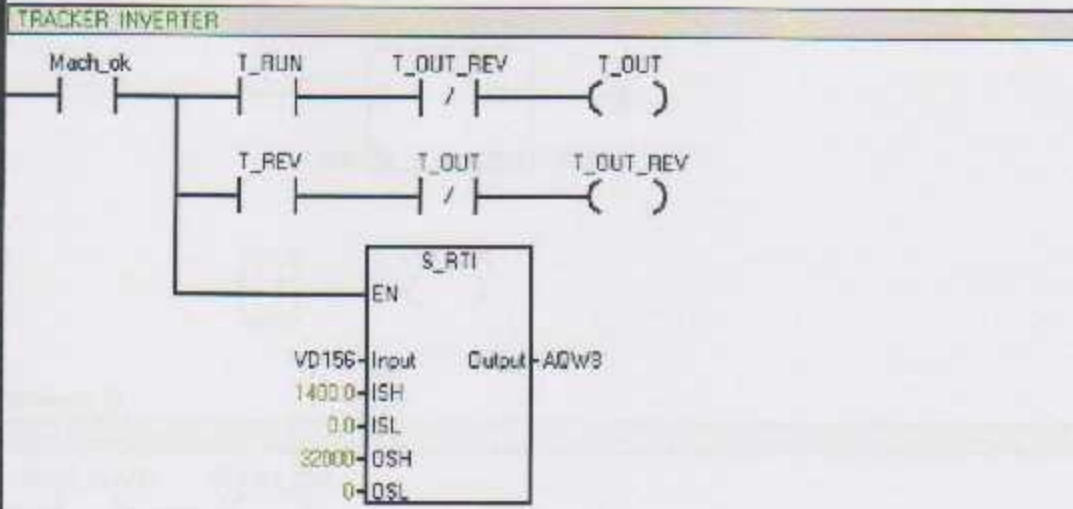 TRACKER INVERTER
Mach_ok T_RUN T_OUT_REV T_OUT
T_REV T_OUT T_OUT_REV
S_RTI
EN
VD156 Input Output AQW8
1400.0 ISH
0.0 ISL
32000 OSH
0 OSL